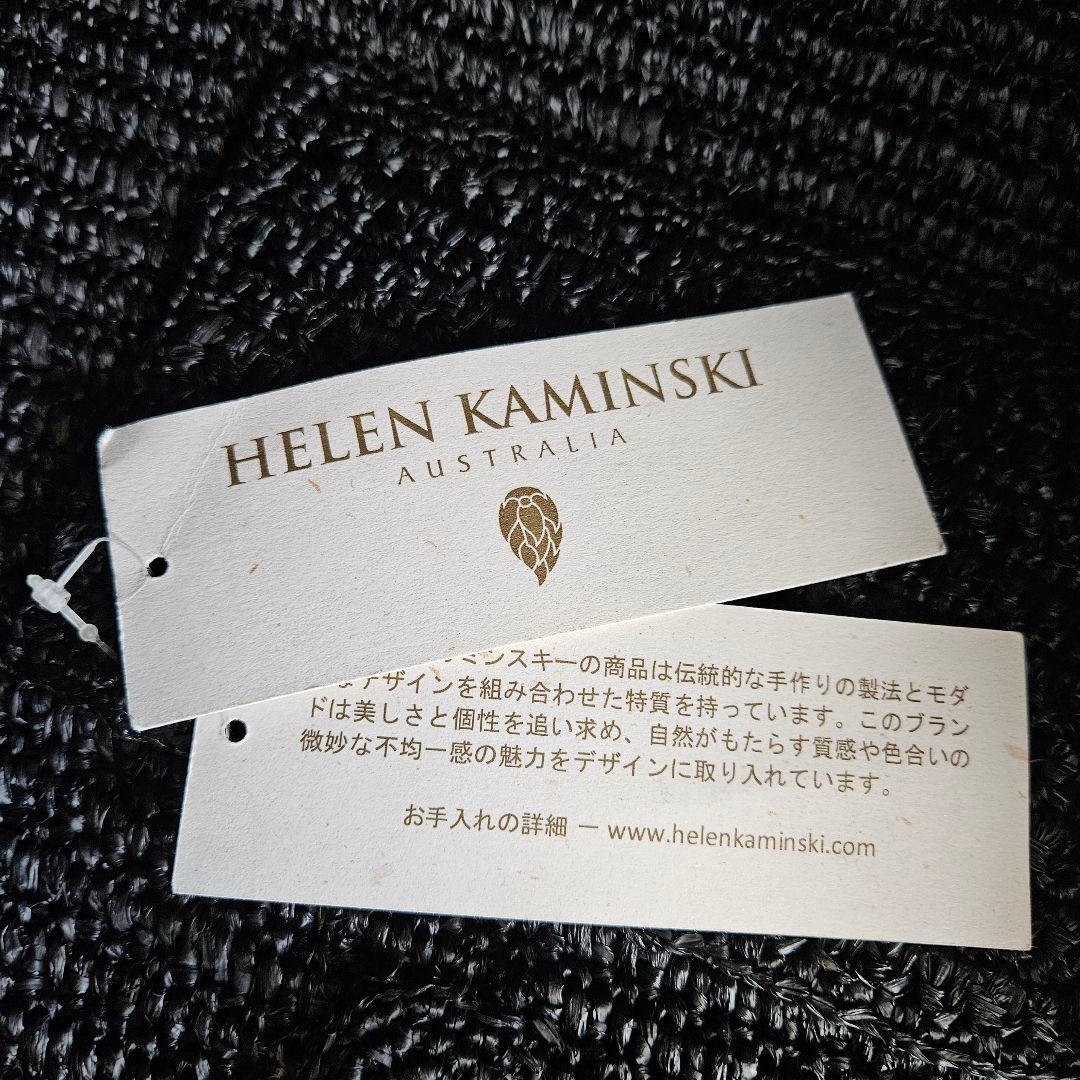 HELEN KAMINSKI
AUSTRALIA
ミンスキーの商品は伝統的な手作りの製法とモダ
なデザインを組み合わせた特質を持っています。このブラン
ドは美しさと個性を追い求め、自然がもたらす質感や色合いの
微妙な不均一感の魅力をデザインに取り入れています。
お手入れの詳細 ― www.helenkaminski.com